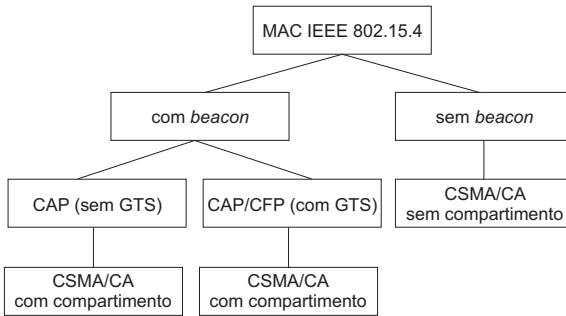 MAC IEEE 802.15.4
com beacon
sem beacon
CAP (sem GTS)
CAP/CFP (com GTS)
CSMA/CA
sem compartimento
CSMA/CA
com compartimento
CSMA/CA
com compartimento